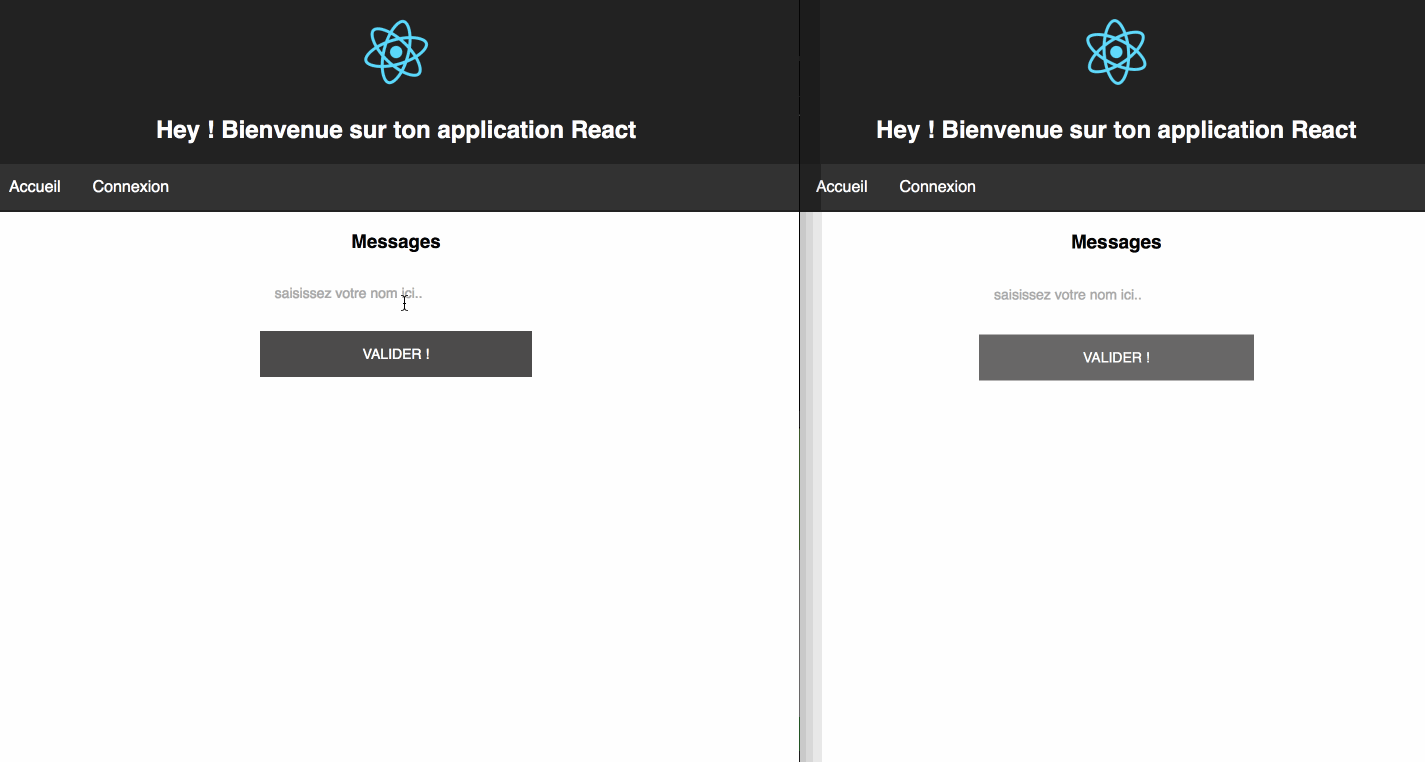 Hey ! Bienvenue sur ton application React
Accueil Connexion
Messages
saisissez votre nom ici..
VALIDER !
Hey ! Bienvenue sur ton application React
Accueil Connexion
Messages
saisissez votre nom ici..
VALIDER !